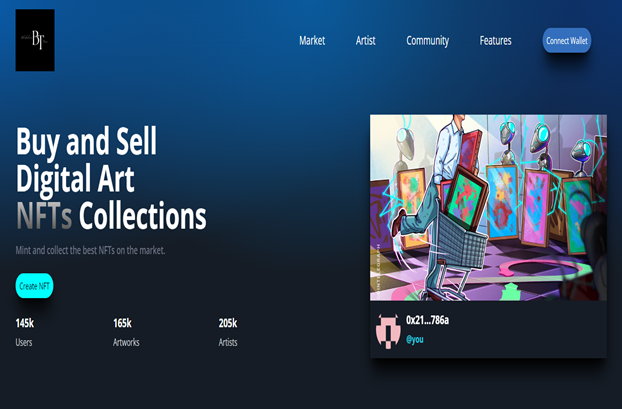 BT
Market Artist Community Features Connect Wallet
Buy and Sell
Digital Art
NFTs Collections
Mint and collect the best NFTs on the market.
Create NFT
145k 165k 205k
Users Artworks Artists
0x21...786a
@you